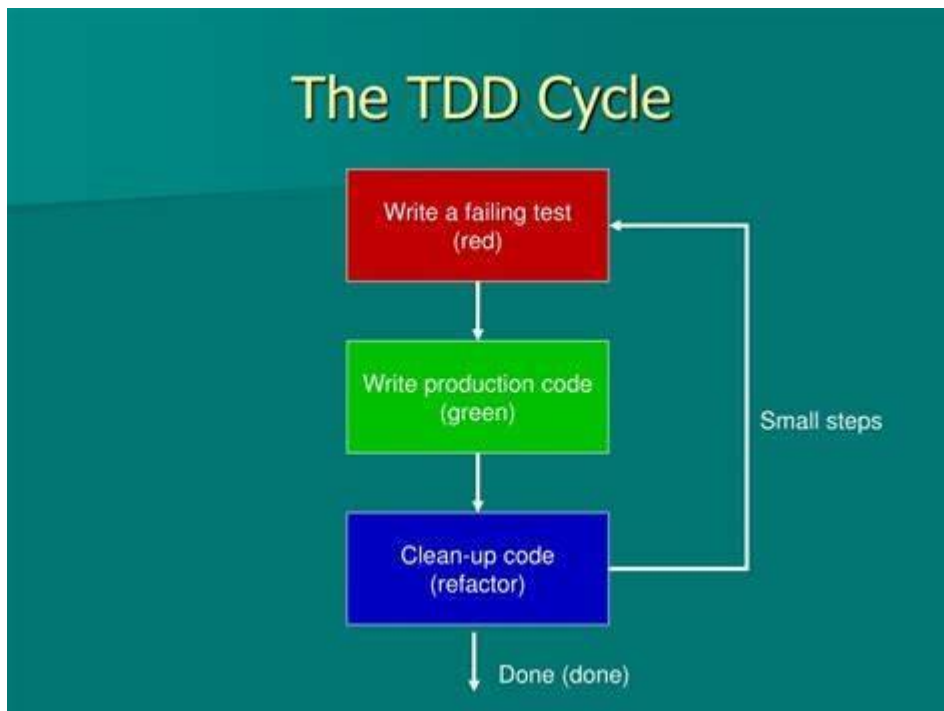 The TDD Cycle
Write a failing test
(red)
Write production code
(green)
Small steps
Clean-up code
(refactor)
Done (done)